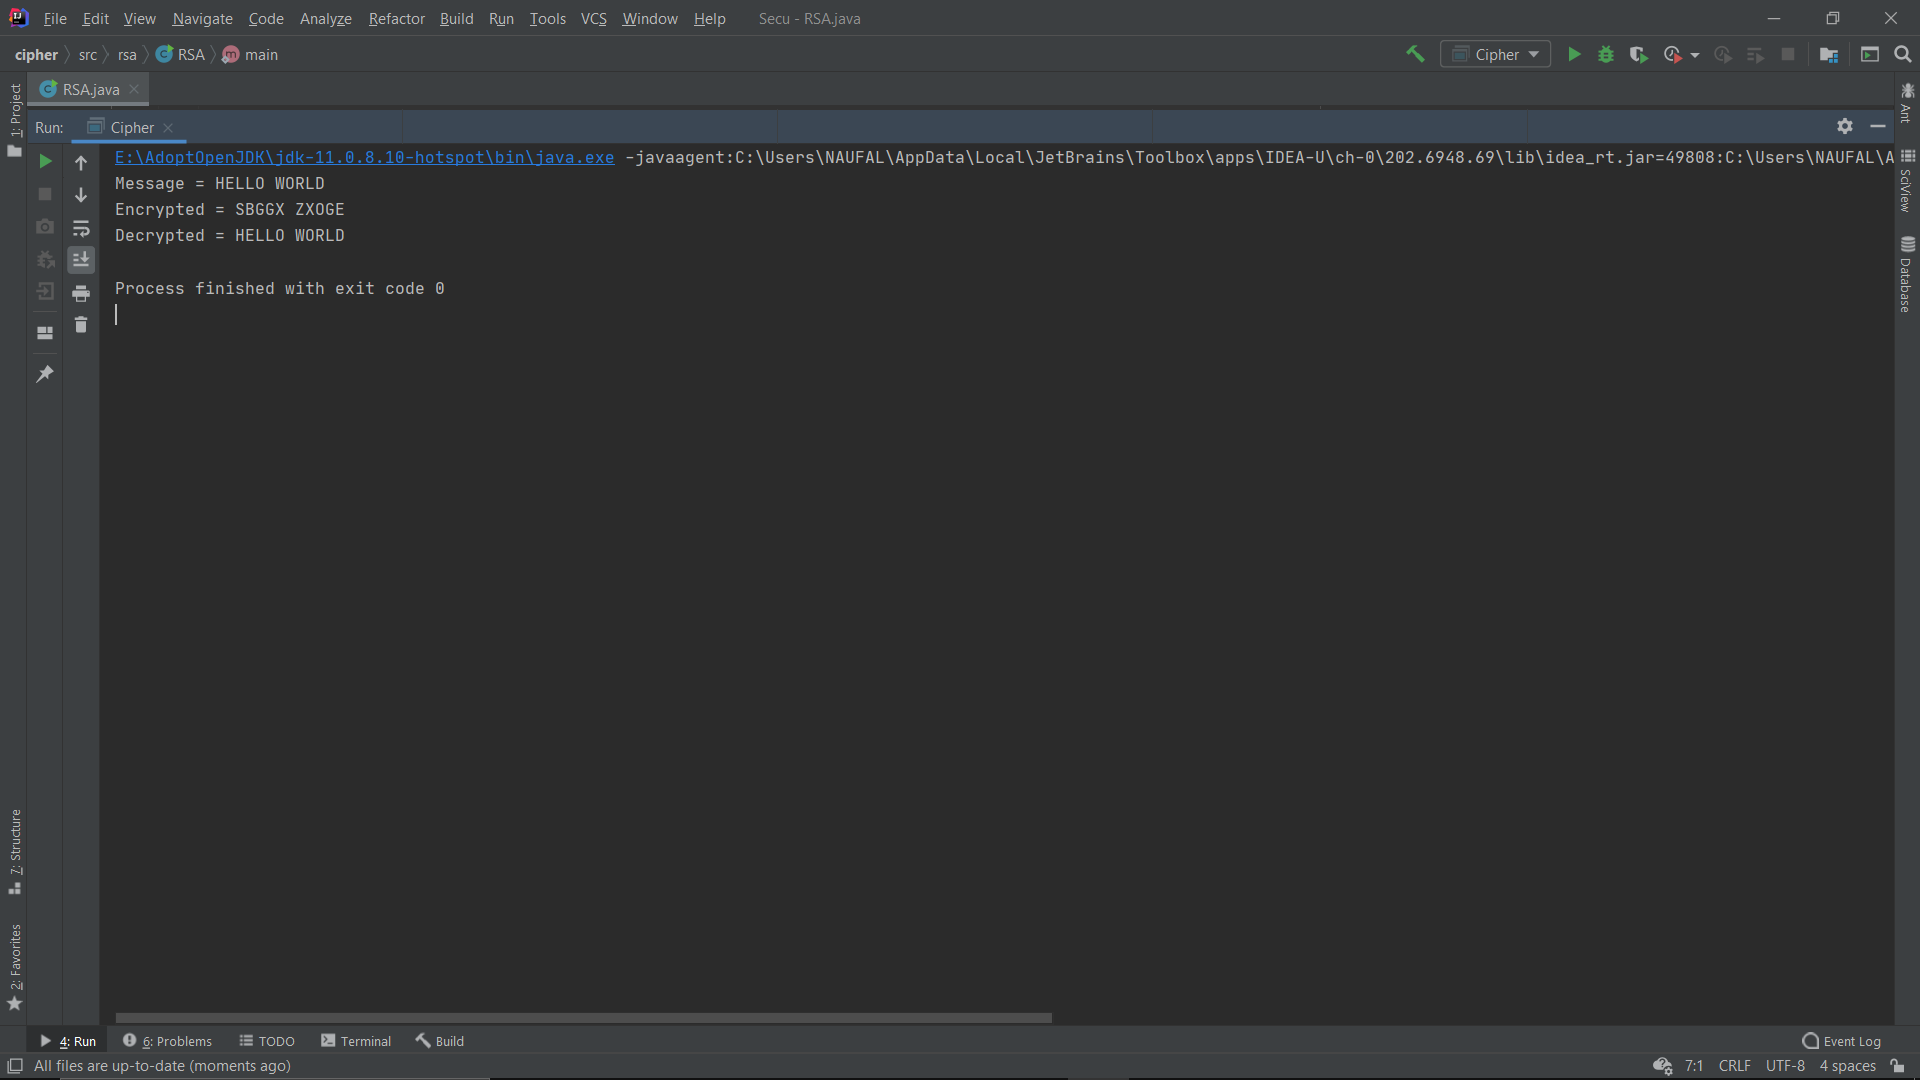 File Edit View Navigate Code Analyze Refactor Build Run Tools VCS Window Help Secu - RSA.java
cipher src rsa RSA main Cipher
1: Project
RSA.java
Run: Cipher
E:\AdoptOpenJDK\jdk-11.0.8.10-hotspot\bin\java.exe -javaagent:C:\Users\NAUFAL\AppData\Local\JetBrains\Toolbox\apps\IDEA-U\ch-0\202.6948.69\lib\idea_rt.jar=49808:C:\Users\NAUFAL\A
Message = HELLO WORLD
Encrypted = SBGGX ZXOGE
Decrypted = HELLO WORLD
Process finished with exit code 0
Ant
SciView
Database
7: Structure
2: Favorites
4: Run 6: Problems TODO Terminal Build Event Log
All files are up-to-date (moments ago) 7:1 CRLF UTF-8 4 spaces